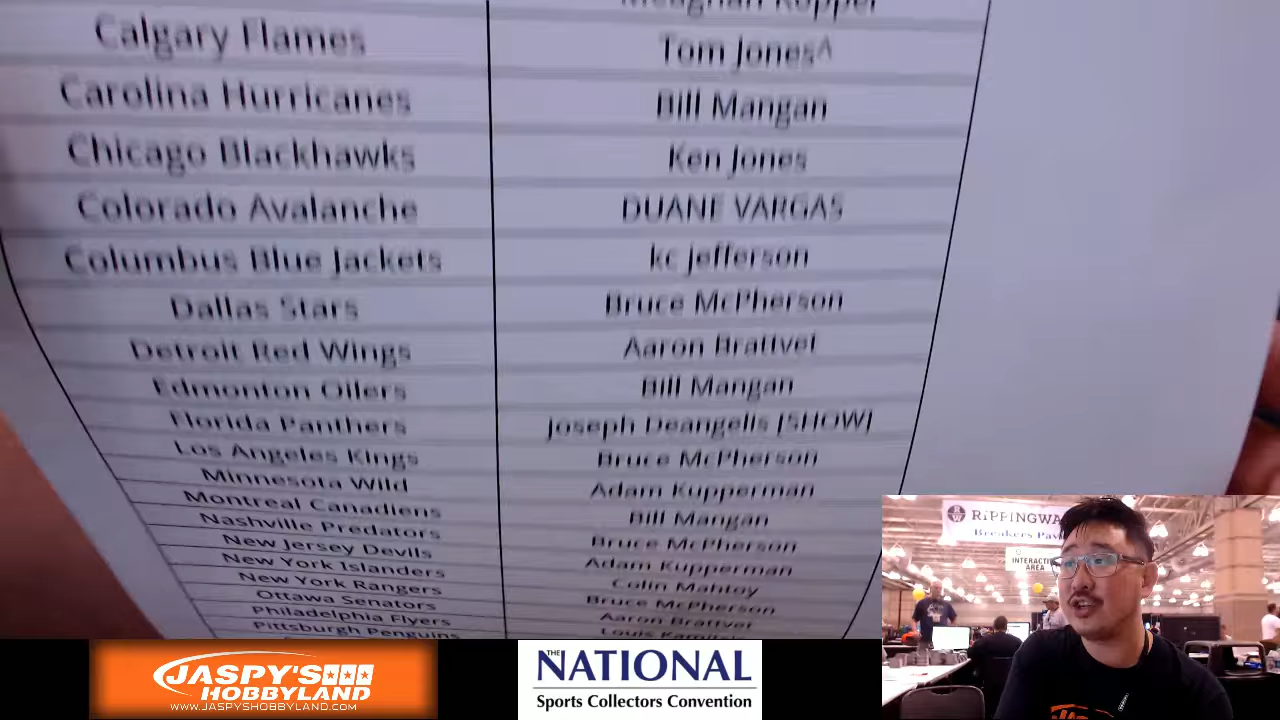 Meaghan Kopper
Calgary Flames Tom Jones^
Carolina Hurricanes Bill Mangan
Chicago Blackhawks Ken Jones
Colorado Avalanche DUANE VARGAS
Columbus Blue Jackets kc jefferson
Dallas Stars Bruce McPherson
Detroit Red Wings Aaron Brattvet
Edmonton Oilers Bill Mangan
Florida Panthers Joseph Deangelis [SHOW]
Los Angeles Kings Bruce McPherson
Minnesota Wild Adam Kupperman
Montreal Canadiens Bill Mangan
Nashville Predators Bruce McPherson
New Jersey Devils Adam Kupperman
New York Islanders Colin Mahtoy
New York Rangers Bruce McPherson
Ottawa Senators Aaron Brattvet
Philadelphia Flyers Louis
Pittsburgh Penguins
RIPPINGWA
Breakers Pav
INTERACTI
AREA
JASPY'S
HOBBYLAND
WWW.JASPYSHOBBYLAND.COM
THE NATIONAL
Sports Collectors Convention